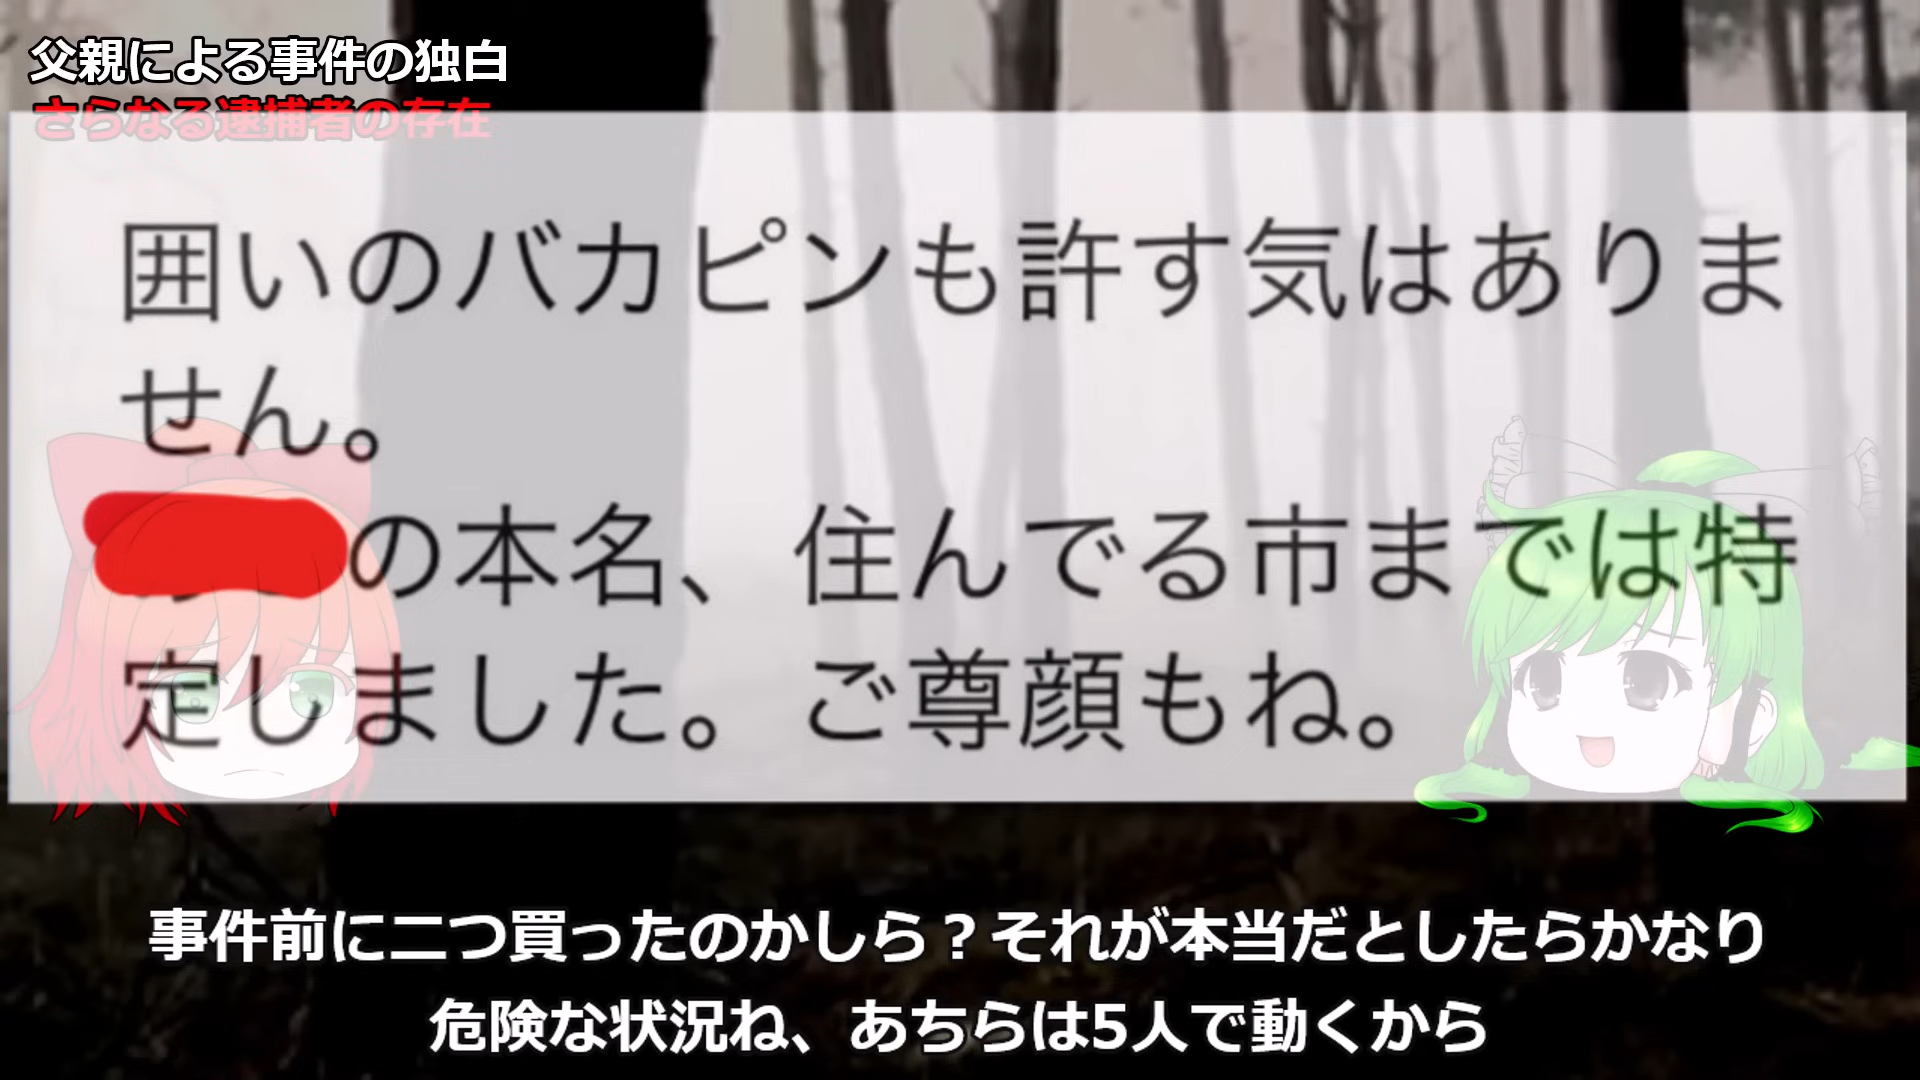 父親による事件の独白
さらなる逮捕者の存在
囲いのバカピンも許す気はありま
せん。
の本名、住んでる市までは特
定しました。ご尊顔もね。
事件前に二つ買ったのかしら？それが本当だとしたらかなり
危険な状況ね、あちらは5人で動くから